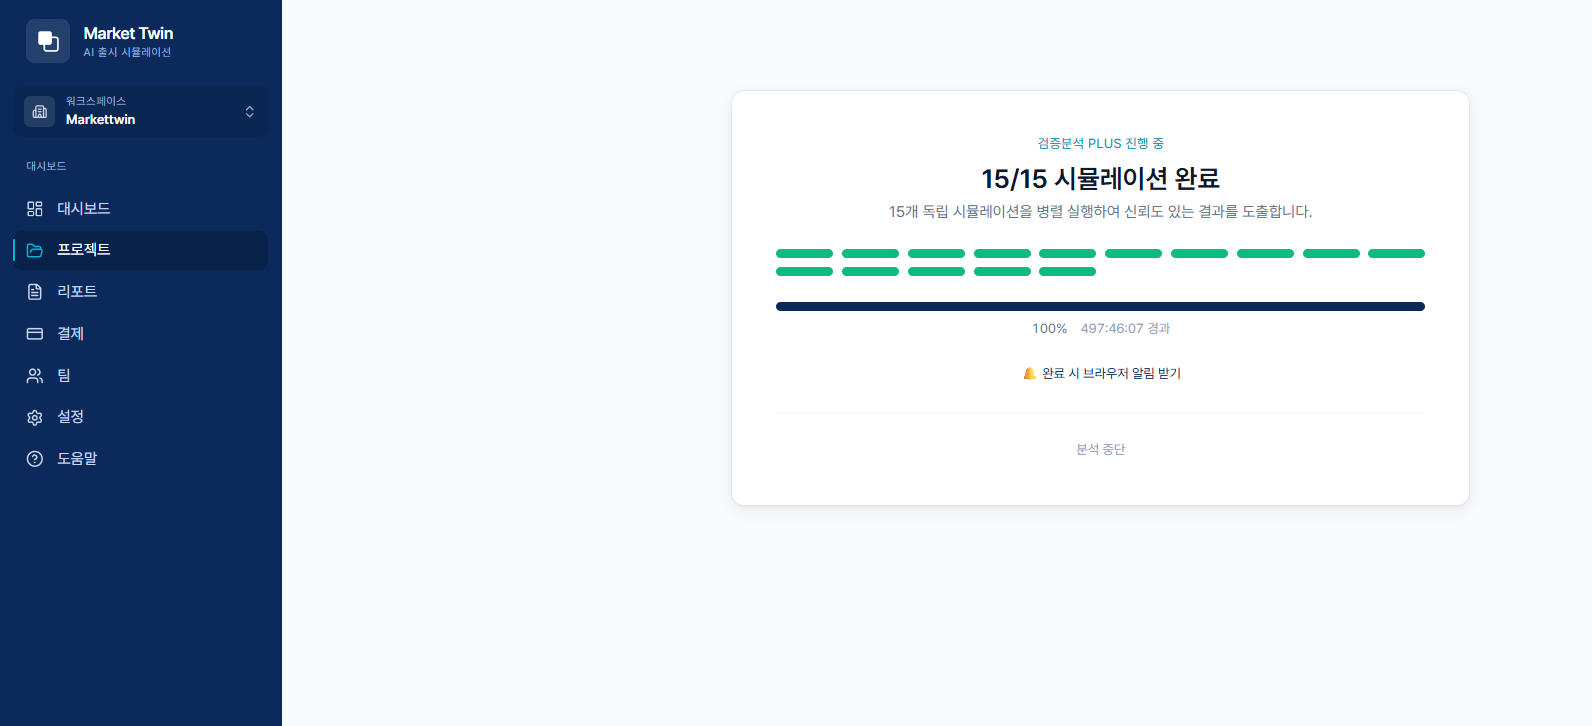 Market Twin
AI 출시 시뮬레이션
워크스페이스
Markettwin
대시보드
대시보드
프로젝트
리포트
결제
팀
설정
도움말
검증분석 PLUS 진행 중
15/15 시뮬레이션 완료
15개 독립 시뮬레이션을 병렬 실행하여 신뢰도 있는 결과를 도출합니다.
100% 497:46:07 경과
🔔 완료 시 브라우저 알림 받기
분석 중단